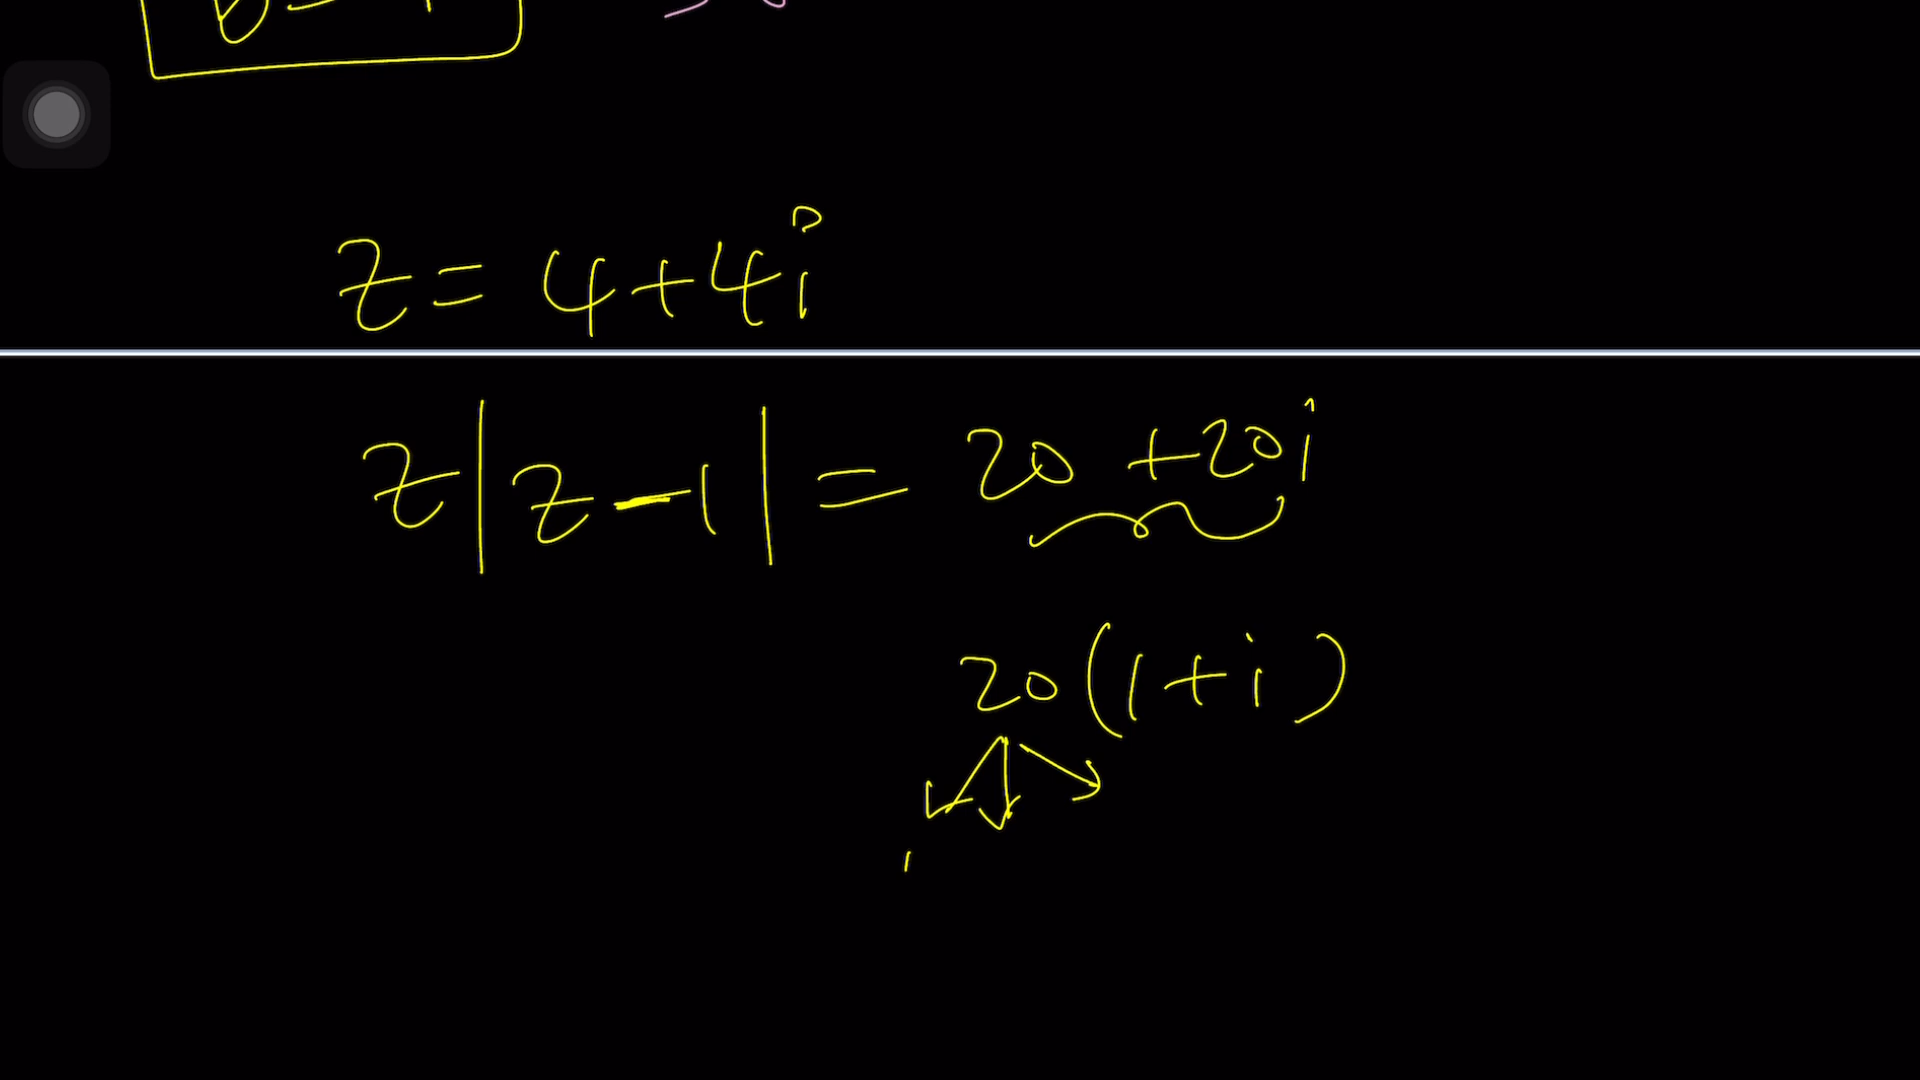 z = 4+4i
z|z-1| = 20 +20i
20(1+i)